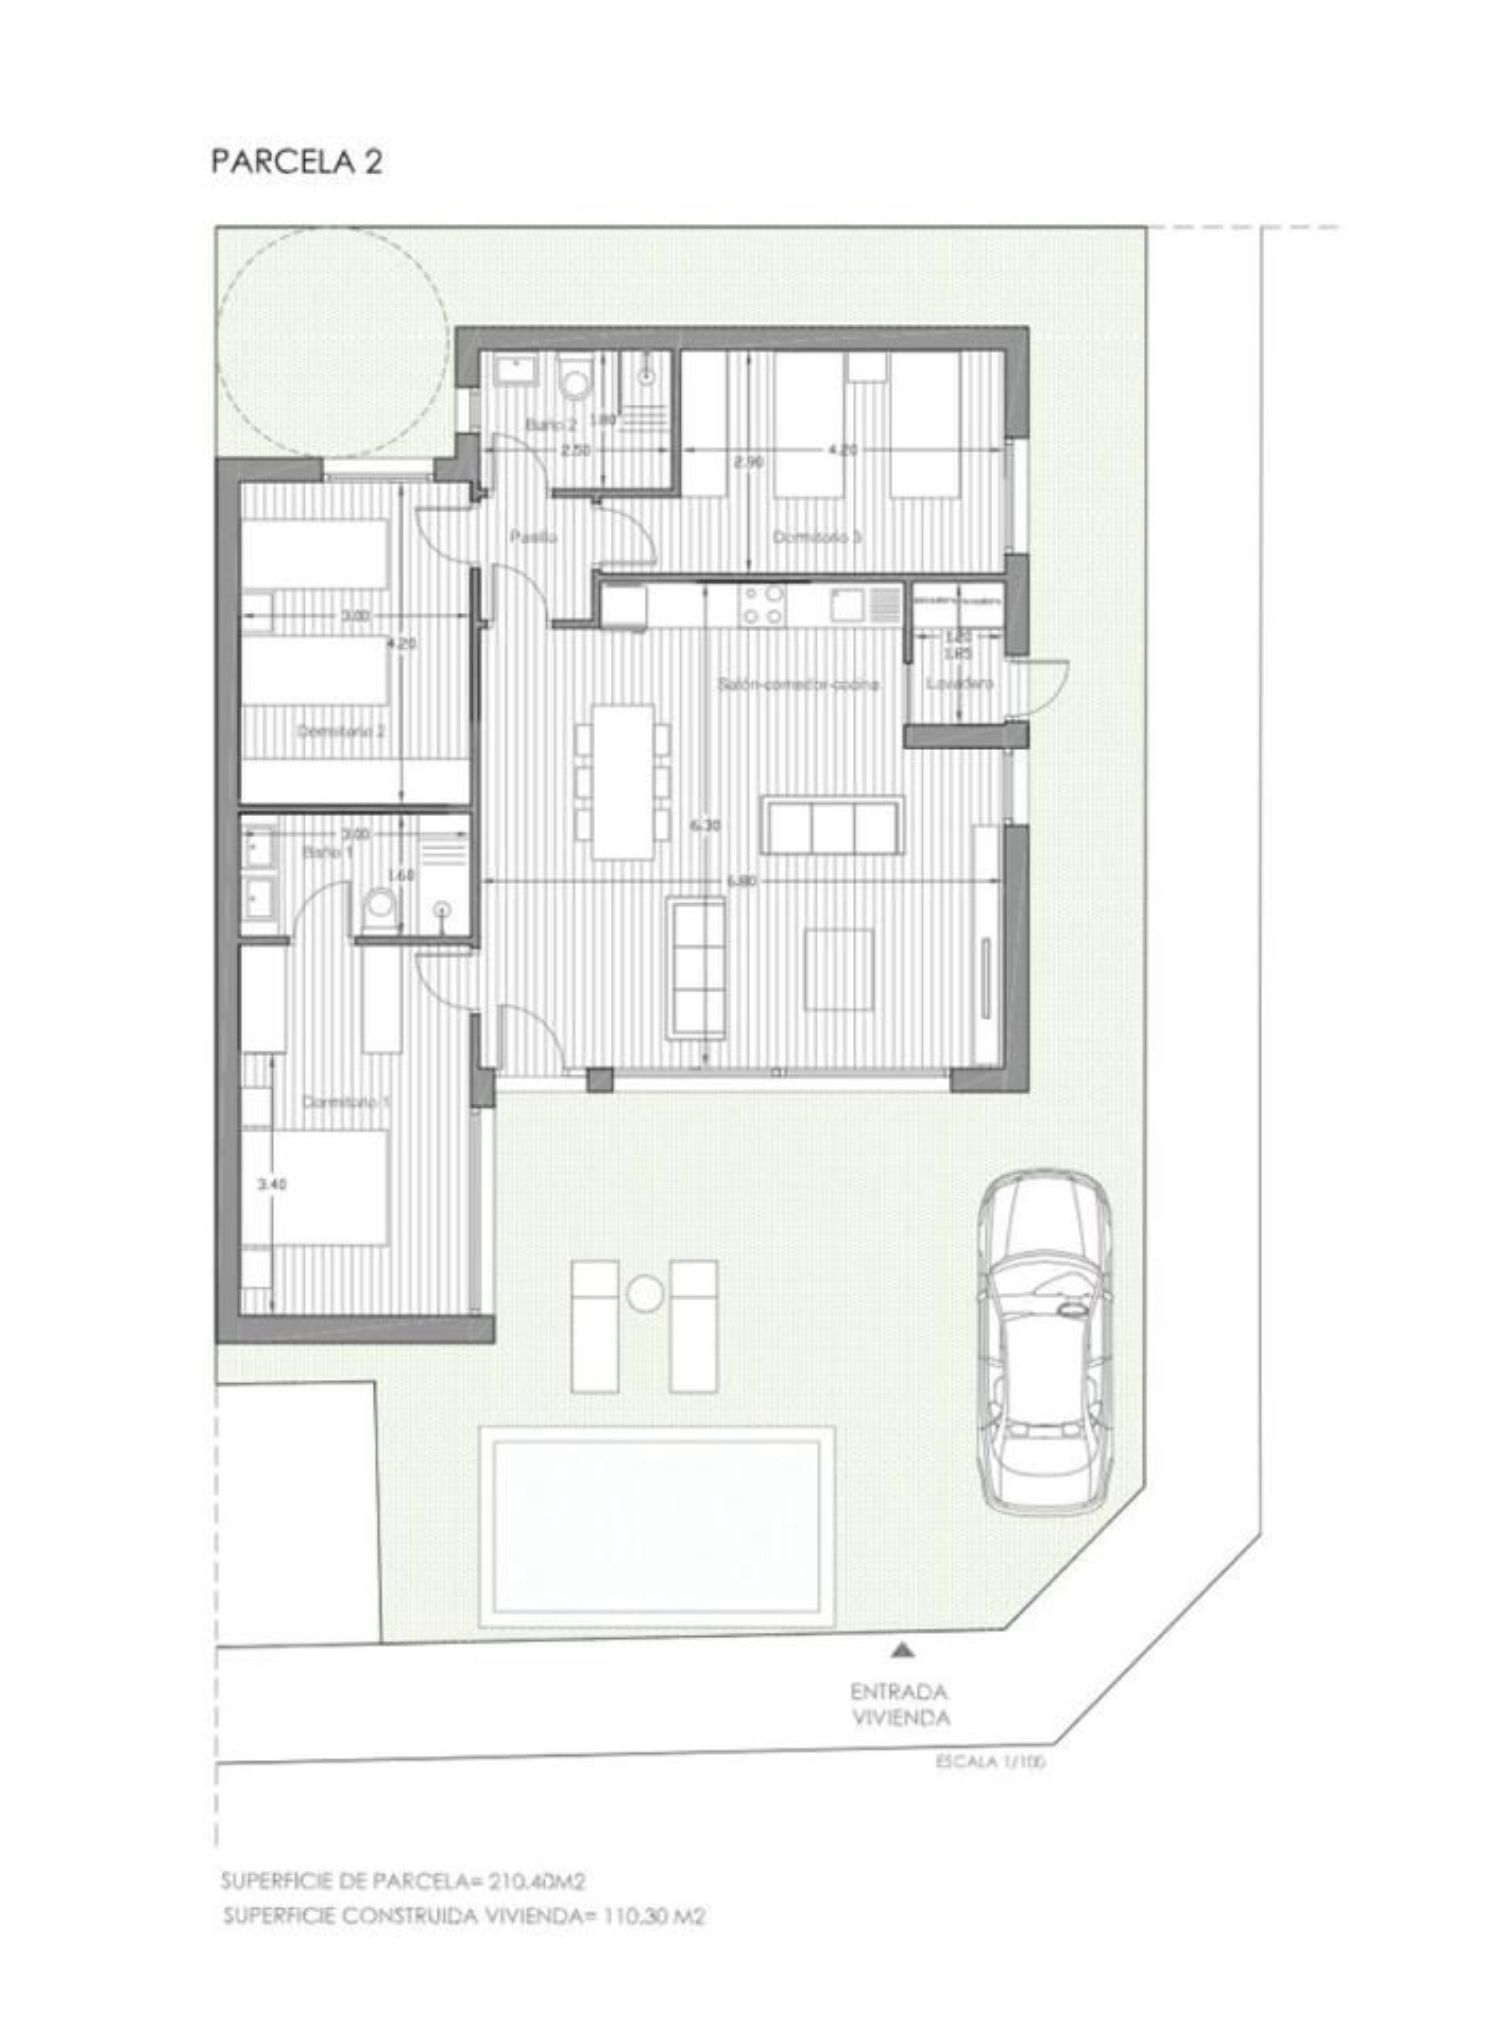 PARCELA 2
Baño 2
1.80
2.50
2.90
4.20
Pasillo
Dormitorio 3
3.00
4.20
1.20
1.85
Salón-comedor-cocina
Lavadero
Dormitorio 2
6.30
3.00
Baño 1
1.60
6.80
Dormitorio 1
3.40
ENTRADA
VIVIENDA
ESCALA 1/100
SUPERFICIE DE PARCELA= 210.40M2
SUPERFICIE CONSTRUIDA VIVIENDA= 110.30 M2